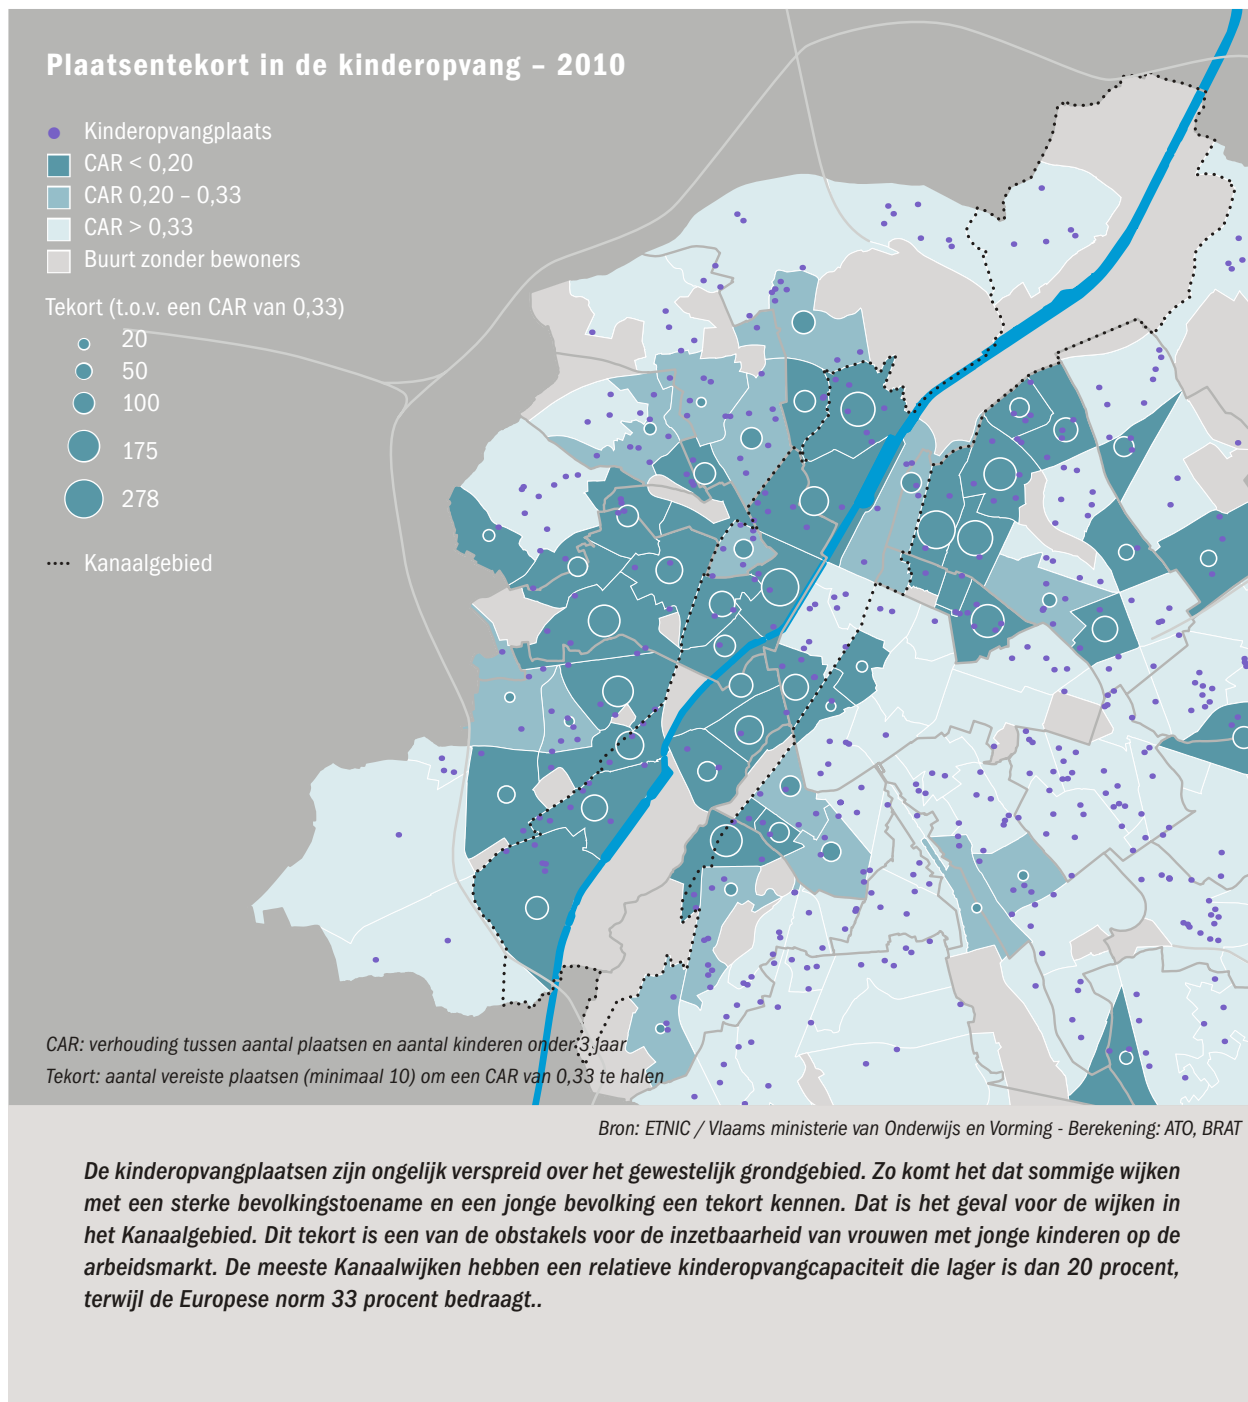 Plaatsentekort in de kinderopvang – 2010
Kinderopvangplaats
CAR < 0,20
CAR 0,20 – 0,33
CAR > 0,33
Buurt zonder bewoners
Tekort (t.o.v. een CAR van 0,33)
20
50
100
175
278
Kanaalgebied
CAR: verhouding tussen aantal plaatsen en aantal kinderen onder 3 jaar
Tekort: aantal vereiste plaatsen (minimaal 10) om een CAR van 0,33 te halen
Bron: ETNIC / Vlaams ministerie van Onderwijs en Vorming - Berekening: ATO, BRAT
De kinderopvangplaatsen zijn ongelijk verspreid over het gewestelijk grondgebied. Zo komt het dat sommige wijken
met een sterke bevolkingstoename en een jonge bevolking een tekort kennen. Dat is het geval voor de wijken in
het Kanaalgebied. Dit tekort is een van de obstakels voor de inzetbaarheid van vrouwen met jonge kinderen op de
arbeidsmarkt. De meeste Kanaalwijken hebben een relatieve kinderopvangcapaciteit die lager is dan 20 procent,
terwijl de Europese norm 33 procent bedraagt..